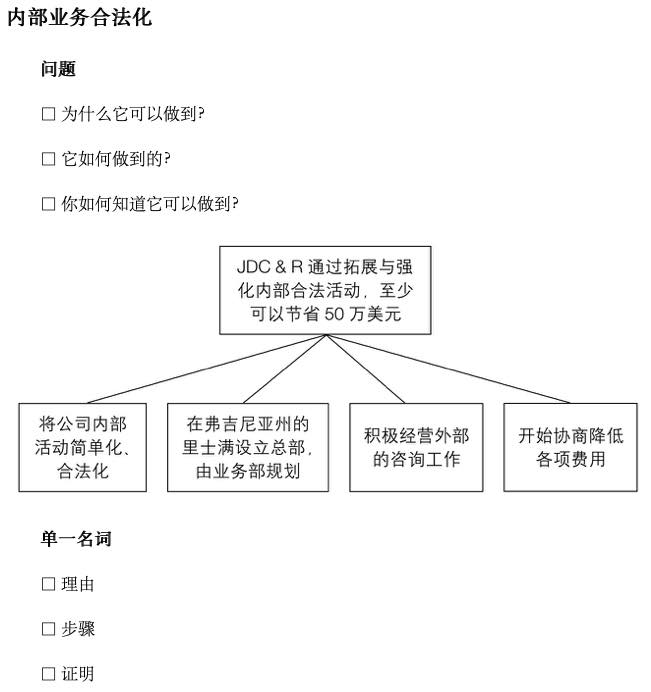 内部业务合法化
问题
□ 为什么它可以做到?
□ 它如何做到的?
□ 你如何知道它可以做到?
JDC & R 通过拓展与强
化内部合法活动，至少
可以节省 50 万美元
将公司内部
活动简单化、
合法化
在弗吉尼亚州的
里士满设立总部，
由业务部规划
积极经营外部
的咨询工作
开始协商降低
各项费用
单一名词
□ 理由
□ 步骤
□ 证明